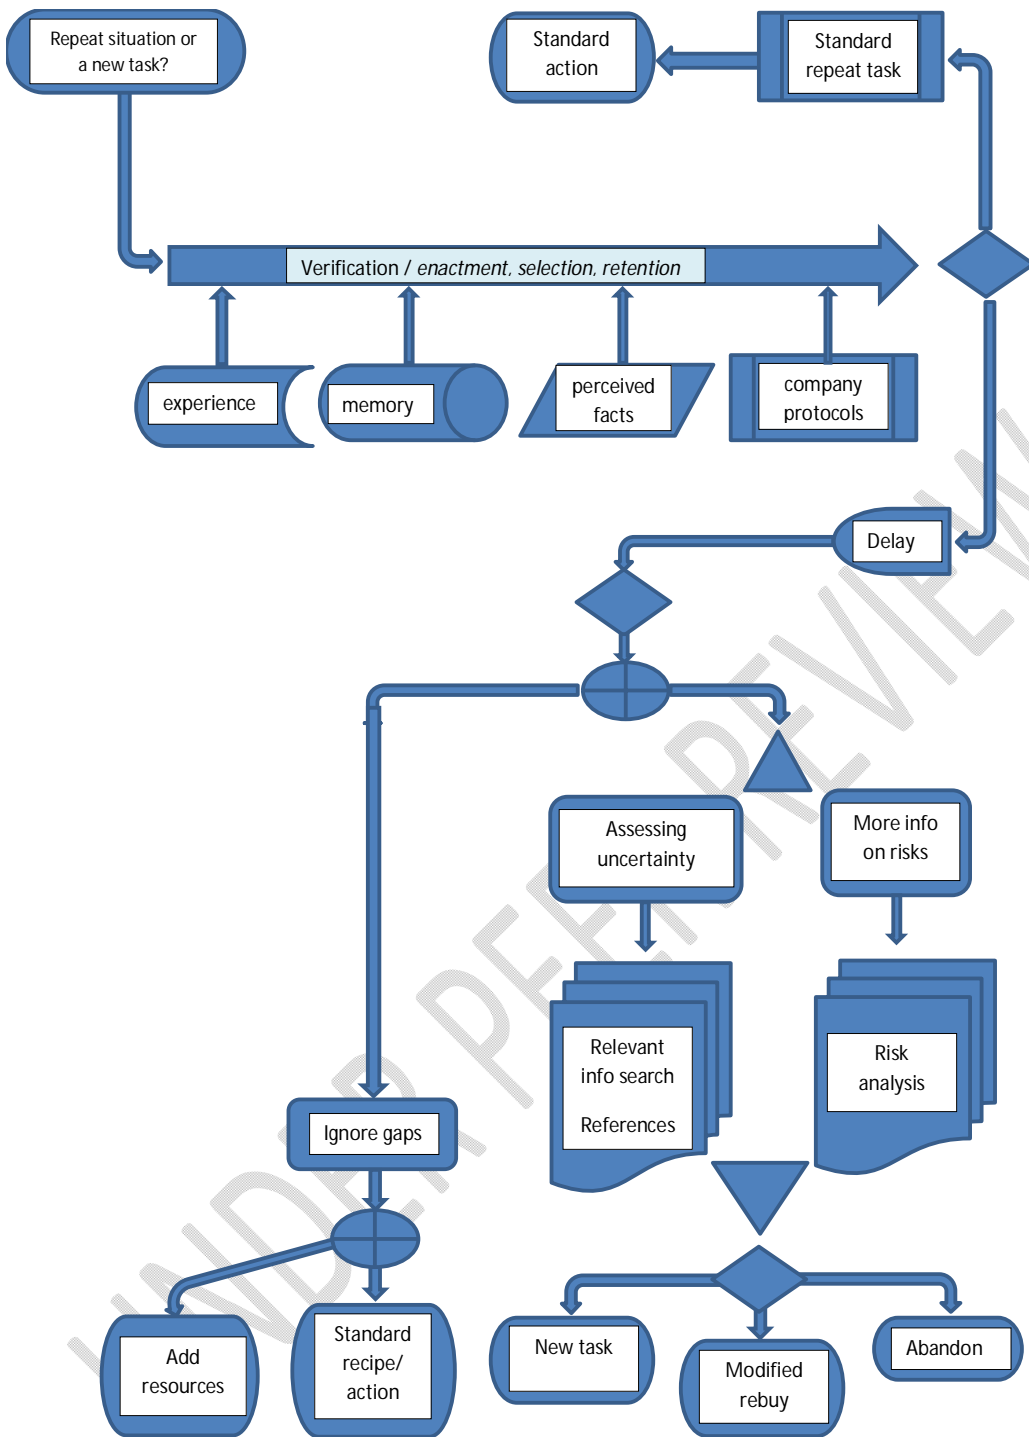 Repeat situation or
a new task?
Standard
action
Standard
repeat task
Verification / enactment, selection, retention
experience
memory
perceived
facts
company
protocols
Delay
Assessing
uncertainty
More info
on risks
Relevant
info search
References
Risk
analysis
Ignore gaps
Add
resources
Standard
recipe/
action
New task
Modified
rebuy
Abandon
UNDER PEER REVIEW